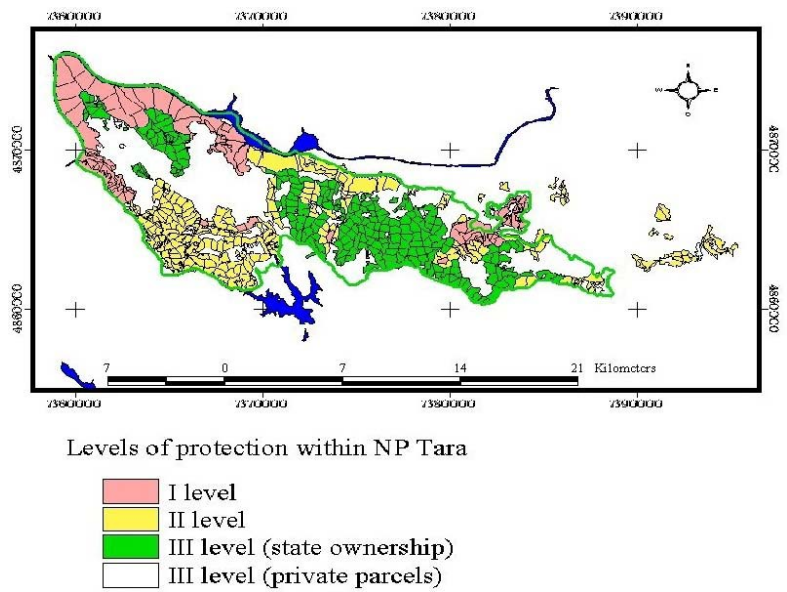 7360000 7370000 7380000 7390000
4870000 4870000
W E
4860000 4860000
7 0 7 14 21 Kilometers
7360000 7370000 7380000 7390000
Levels of protection within NP Tara
I level
II level
III level (state ownership)
III level (private parcels)